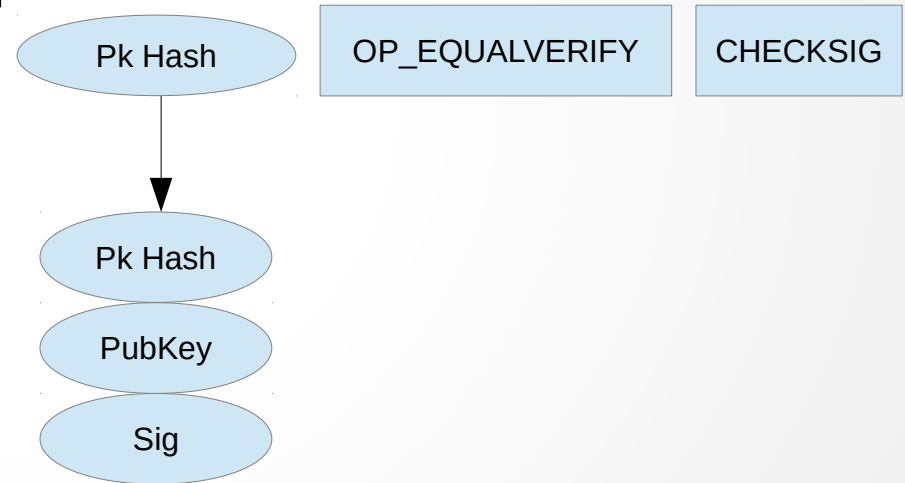 Pk Hash
OP_EQUALVERIFY
CHECKSIG
Pk Hash
PubKey
Sig